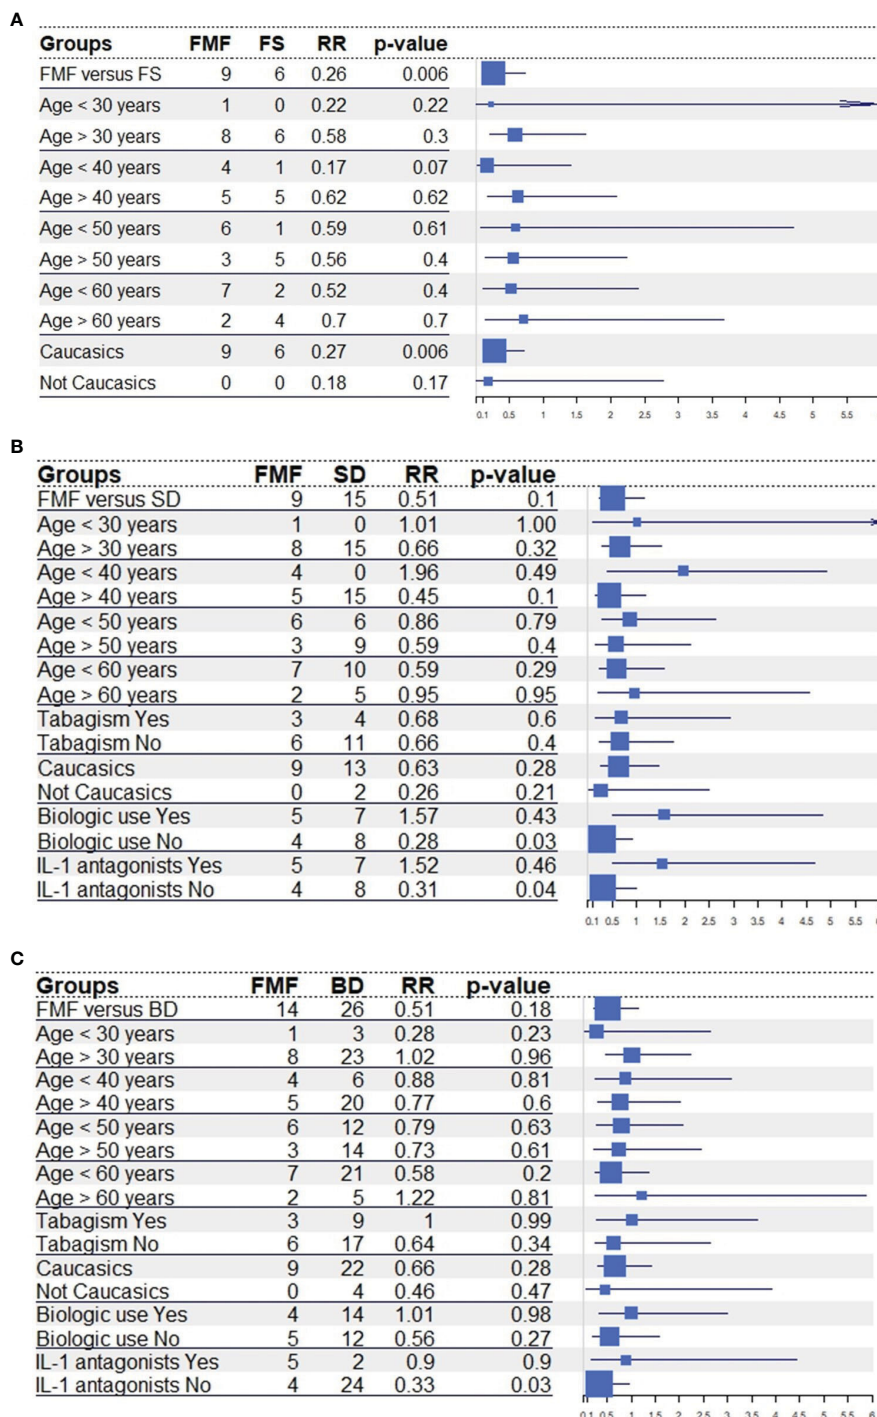 A
Groups FMF FS RR p-value
FMF versus FS 9 6 0.26 0.006
Age < 30 years 1 0 0.22 0.22
Age > 30 years 8 6 0.58 0.3
Age < 40 years 4 1 0.17 0.07
Age > 40 years 5 5 0.62 0.62
Age < 50 years 6 1 0.59 0.61
Age > 50 years 3 5 0.56 0.4
Age < 60 years 7 2 0.52 0.4
Age > 60 years 2 4 0.7 0.7
Caucasics 9 6 0.27 0.006
Not Caucasics 0 0 0.18 0.17
0.1 0.5 1 1.5 2 2.5 3 3.5 4 4.5 5 5.5
B
Groups FMF SD RR p-value
FMF versus SD 9 15 0.51 0.1
Age < 30 years 1 0 1.01 1.00
Age > 30 years 8 15 0.66 0.32
Age < 40 years 4 0 1.96 0.49
Age > 40 years 5 15 0.45 0.1
Age < 50 years 6 6 0.86 0.79
Age > 50 years 3 9 0.59 0.4
Age < 60 years 7 10 0.59 0.29
Age > 60 years 2 5 0.95 0.95
Tabagism Yes 3 4 0.68 0.6
Tabagism No 6 11 0.66 0.4
Caucasics 9 13 0.63 0.28
Not Caucasics 0 2 0.26 0.21
Biologic use Yes 5 7 1.57 0.43
Biologic use No 4 8 0.28 0.03
IL-1 antagonists Yes 5 7 1.52 0.46
IL-1 antagonists No 4 8 0.31 0.04
0.1 0.5 1 1.5 2 2.5 3 3.5 4 4.5 5 5.5
C
Groups FMF BD RR p-value
FMF versus BD 14 26 0.51 0.18
Age < 30 years 1 3 0.28 0.23
Age > 30 years 8 23 1.02 0.96
Age < 40 years 4 6 0.88 0.81
Age > 40 years 5 20 0.77 0.6
Age < 50 years 6 12 0.79 0.63
Age > 50 years 3 14 0.73 0.61
Age < 60 years 7 21 0.58 0.2
Age > 60 years 2 5 1.22 0.81
Tabagism Yes 3 9 1 0.99
Tabagism No 6 17 0.64 0.34
Caucasics 9 22 0.66 0.28
Not Caucasics 0 4 0.46 0.47
Biologic use Yes 4 14 1.01 0.98
Biologic use No 5 12 0.56 0.27
IL-1 antagonists Yes 5 2 0.9 0.9
IL-1 antagonists No 4 24 0.33 0.03
0.1 0.5 1 1.5 2 2.5 3 3.5 4 4.5 5 5.5 6